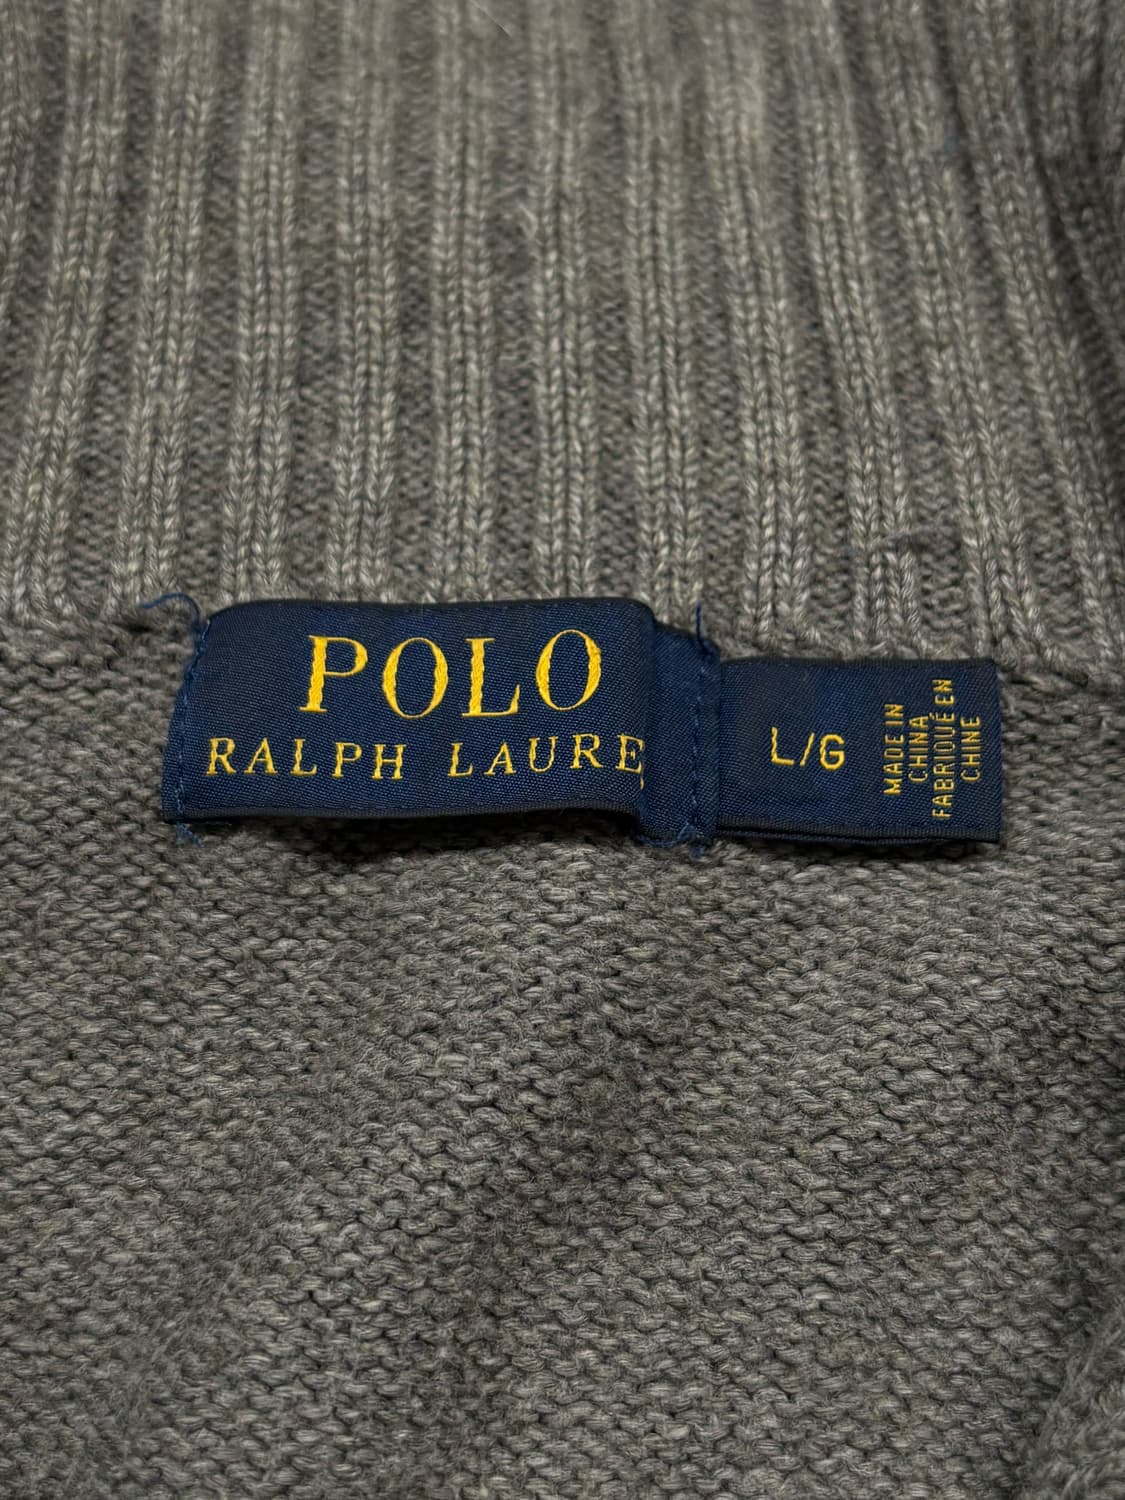 POLO
RALPH LAURE
L/G
MADE IN
CHINA
FABRIQUÉ EN
CHINE